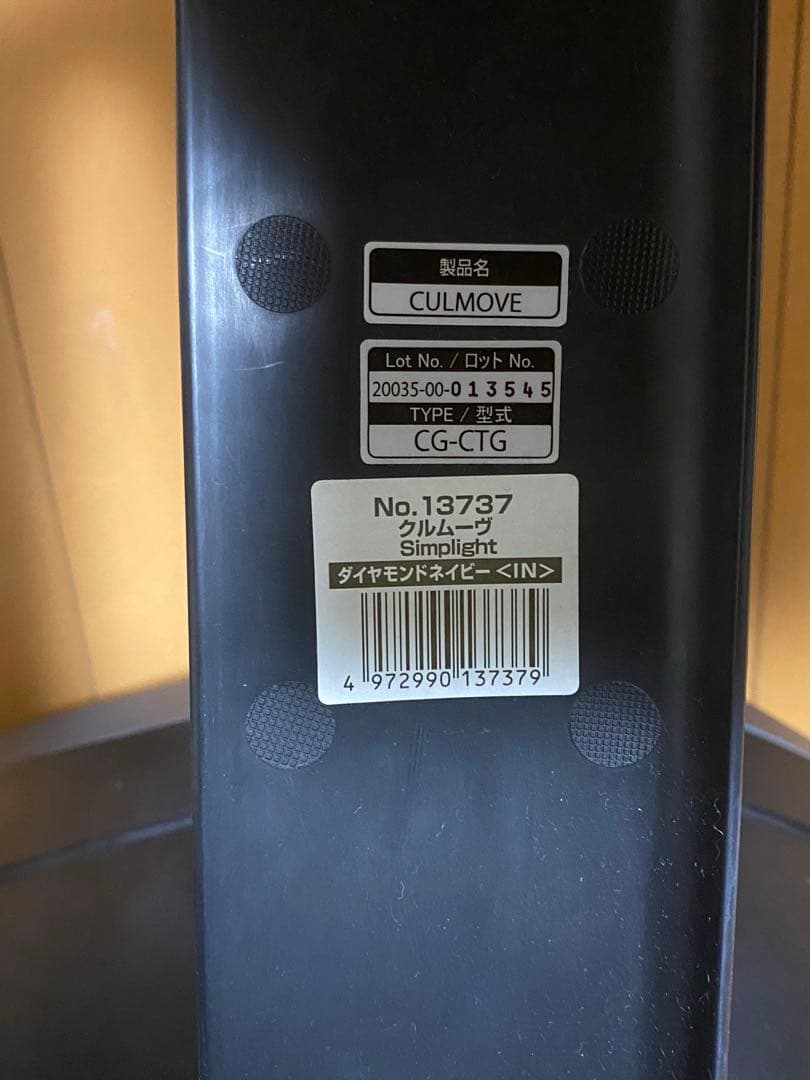 製品名
CULMOVE
Lot No. / ロット No.
20035-00-013545
TYPE / 型式
CG-CTG
No.13737
クルムーヴ
Simplight
ダイヤモンドネイビー<IN>
4 972990 137379